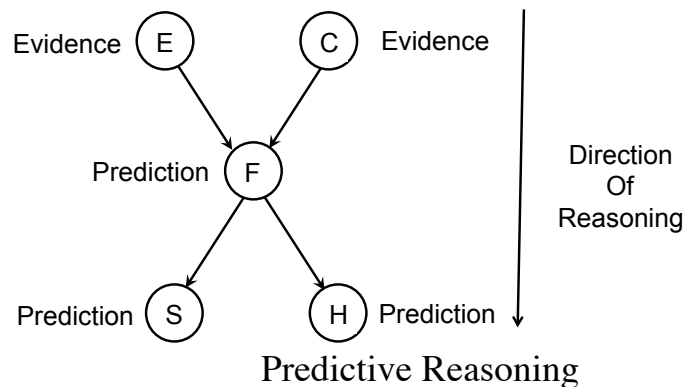 Evidence E C Evidence
Prediction F
Direction
Of
Reasoning
Prediction S H Prediction
Predictive Reasoning